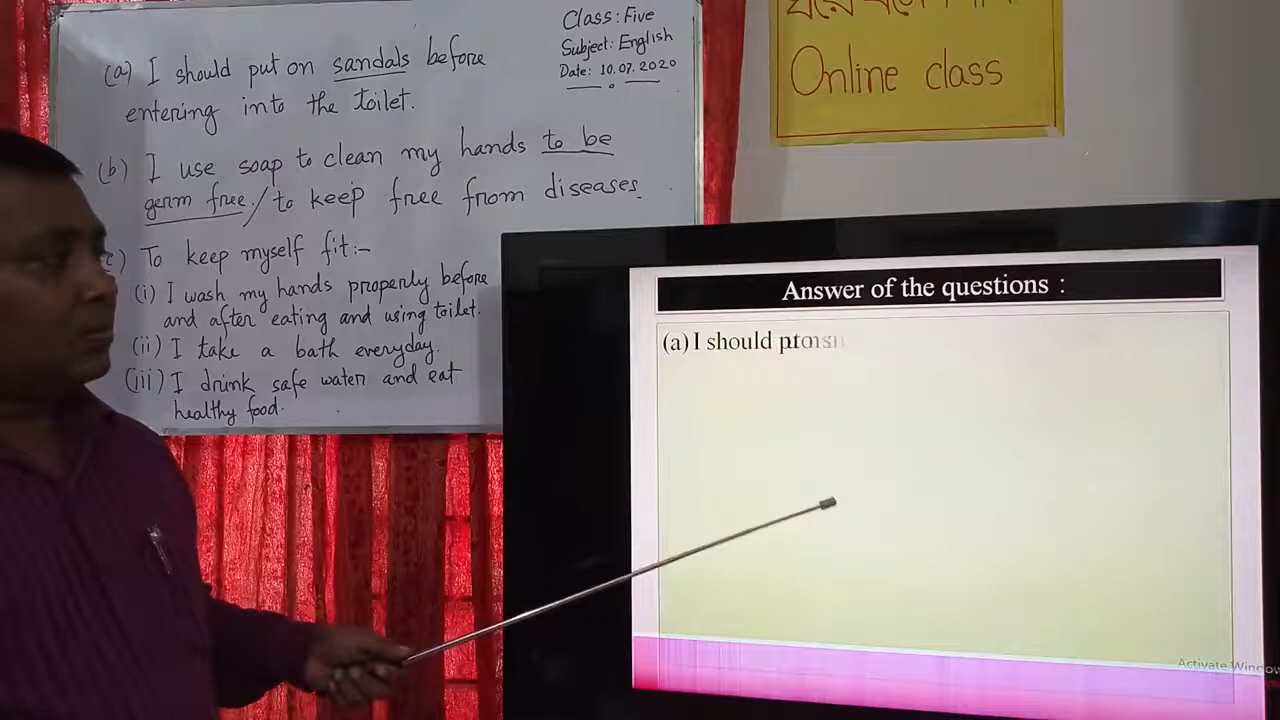 (a) I should put on sandals before
entering into the toilet.
(b) I use soap to clean my hands to be
germ free./to keep free from diseases.
c) To keep myself fit:-
(i) I wash my hands properly before
and after eating and using toilet.
(ii) I take a bath everyday.
(iii) I drink safe water and eat
healthy food.
Class: Five
Subject: English
Date: 10.07.2020
Online class
Answer of the questions :
(a) I should
Activate Window